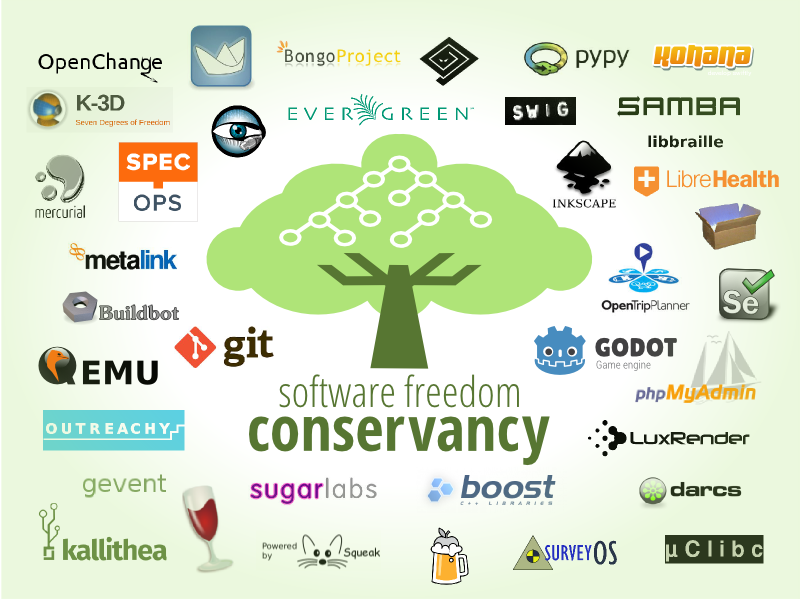 OpenChange
BongoProject
pypy
kohana
K-3D
Seven Degrees of Freedom
EVERGREEN
SWIG
SAMBA
libbraille
SPEC
OPS
mercurial
INKSCAPE
LibreHealth
metalink
OpenTripPlanner
Se
Buildbot
git
GODOT
Game engine
QEMU
phpMyAdmin
software freedom
conservancy
OUTREACHY
LuxRender
gevent
sugarlabs
boost
C++ LIBRARIES
darcs
kallithea
Powered
by
Squeak
SURVEYOS
µClibc